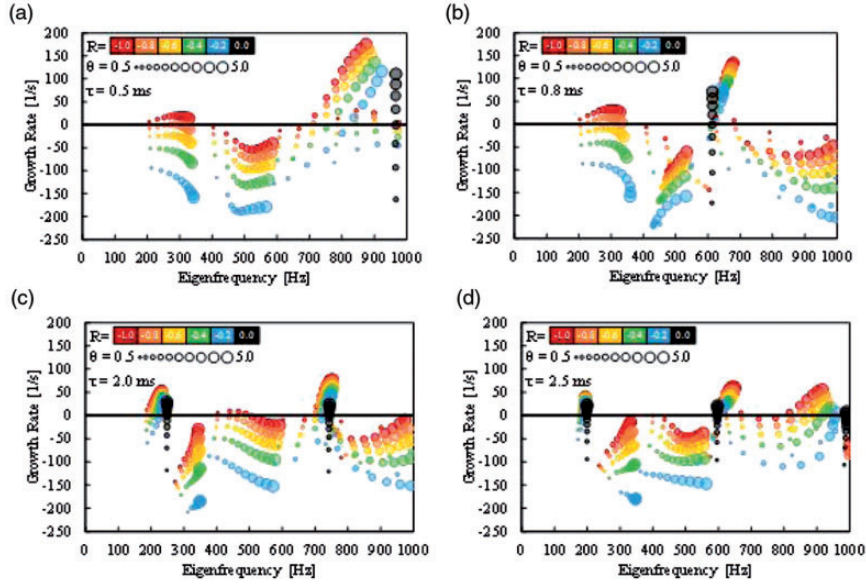 (a)
200
150
100
50
0
-50
-100
-150
-200
-250
Growth Rate [1/s]
R= -1.0 -0.8 -0.6 -0.4 -0.2 0.0
θ = 0.5 5.0
τ = 0.5 ms
0 100 200 300 400 500 600 700 800 900 1000
Eigenfrequency [Hz]
(b)
200
150
100
50
0
-50
-100
-150
-200
-250
Growth Rate [1/s]
R= -1.0 -0.8 -0.6 -0.4 -0.2 0.0
θ = 0.5 5.0
τ = 0.8 ms
0 100 200 300 400 500 600 700 800 900 1000
Eigenfrequency [Hz]
(c)
200
150
100
50
0
-50
-100
-150
-200
-250
Growth Rate [1/s]
R= -1.0 -0.8 -0.6 -0.4 -0.2 0.0
θ = 0.5 5.0
τ = 2.0 ms
0 100 200 300 400 500 600 700 800 900 1000
Eigenfrequency [Hz]
(d)
200
150
100
50
0
-50
-100
-150
-200
-250
Growth Rate [1/s]
R= -1.0 -0.8 -0.6 -0.4 -0.2 0.0
θ = 0.5 5.0
τ = 2.5 ms
0 100 200 300 400 500 600 700 800 900 1000
Eigenfrequency [Hz]